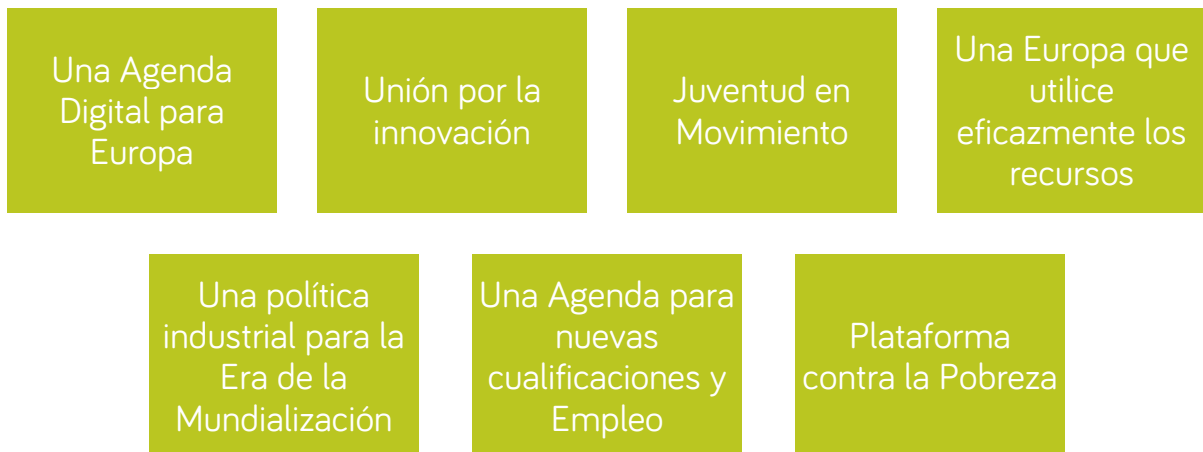 Una Agenda
Digital para
Europa
Unión por la
innovación
Juventud en
Movimiento
Una Europa que
utilice
eficazmente los
recursos
Una política
industrial para la
Era de la
Mundialización
Una Agenda para
nuevas
cualificaciones y
Empleo
Plataforma
contra la Pobreza